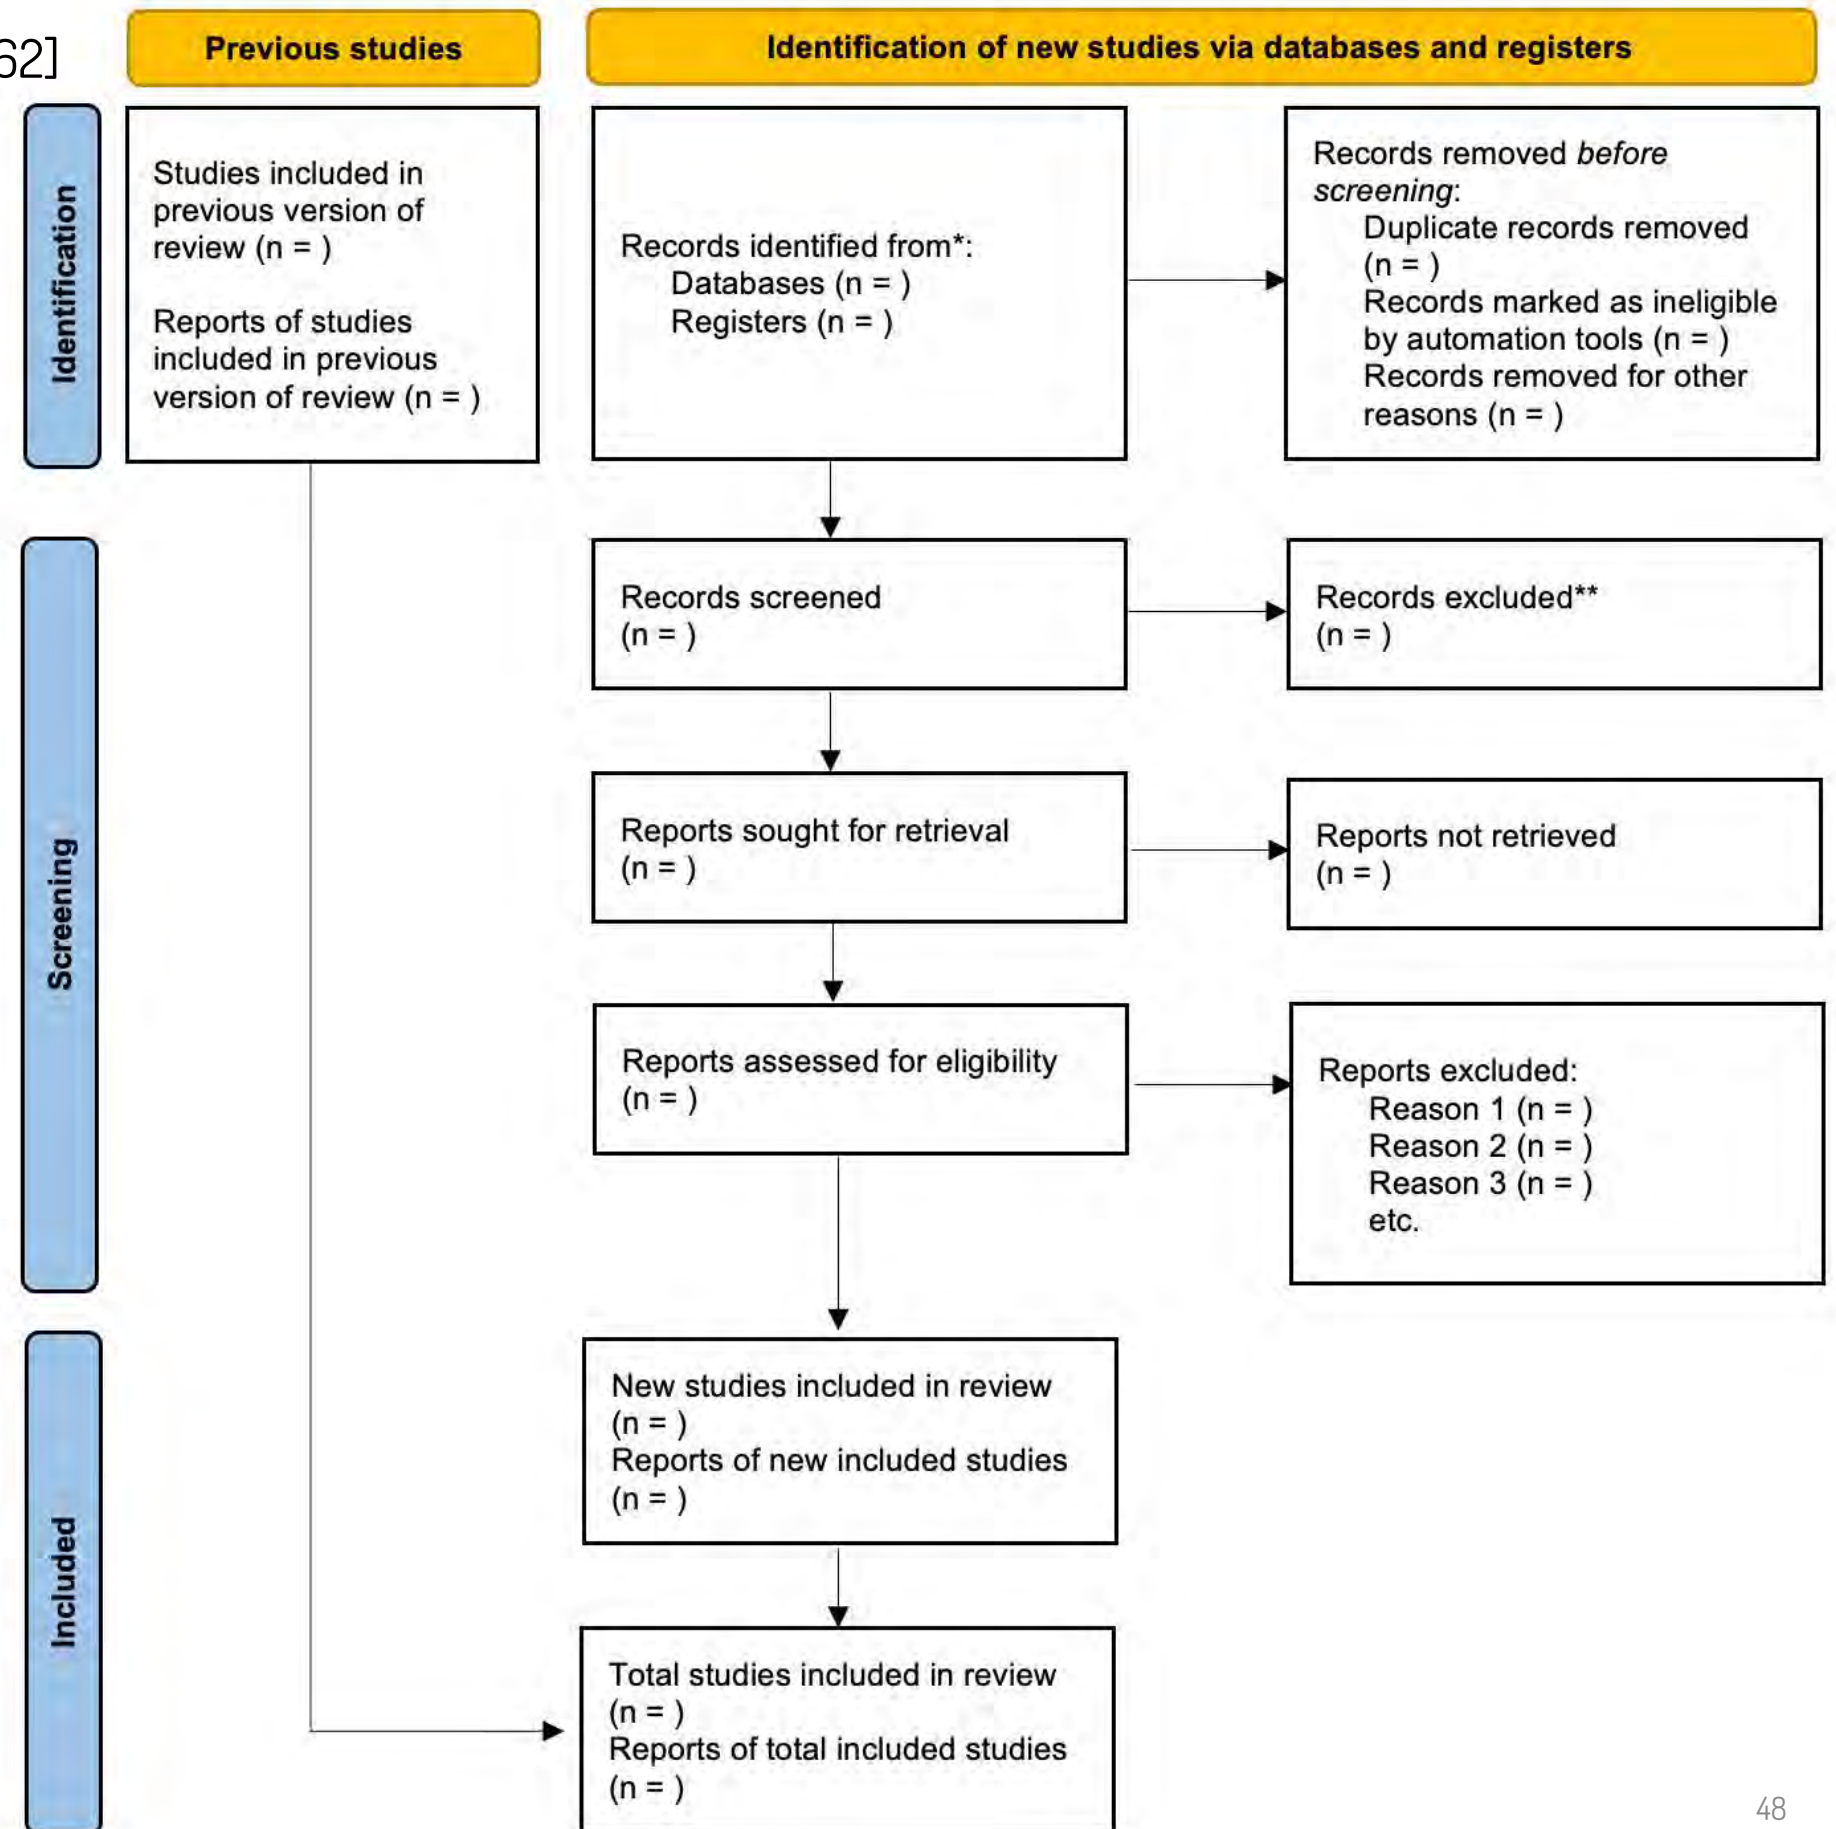 62]
Previous studies
Identification of new studies via databases and registers
Identification
Studies included in
previous version of
review (n = )
Reports of studies
included in previous
version of review (n = )
Records identified from*:
Databases (n = )
Registers (n = )
Records removed before
screening:
Duplicate records removed
(n = )
Records marked as ineligible
by automation tools (n = )
Records removed for other
reasons (n = )
Screening
Records screened
(n = )
Records excluded**
(n = )
Reports sought for retrieval
(n = )
Reports not retrieved
(n = )
Reports assessed for eligibility
(n = )
Reports excluded:
Reason 1 (n = )
Reason 2 (n = )
Reason 3 (n = )
etc.
Included
New studies included in review
(n = )
Reports of new included studies
(n = )
Total studies included in review
(n = )
Reports of total included studies
(n = )
48